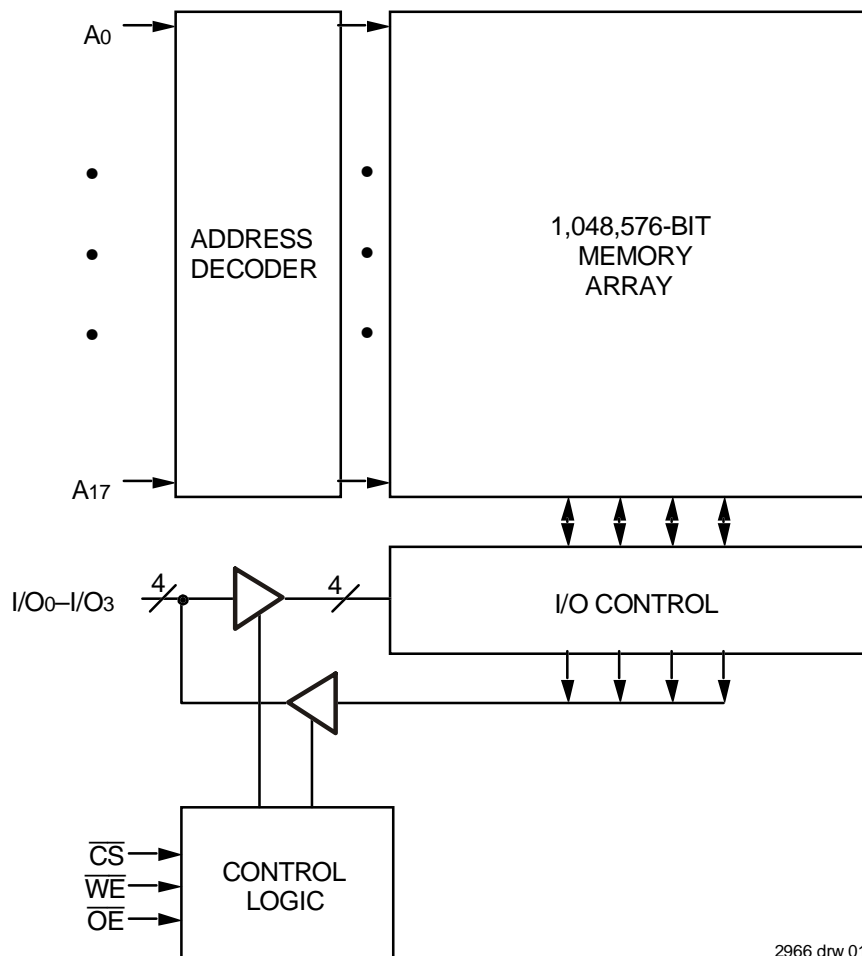 A0
ADDRESS
DECODER
1,048,576-BIT
MEMORY
ARRAY
A17
I/O0–I/O3
4
4
I/O CONTROL
CS
WE
OE
CONTROL
LOGIC
2966 drw 01